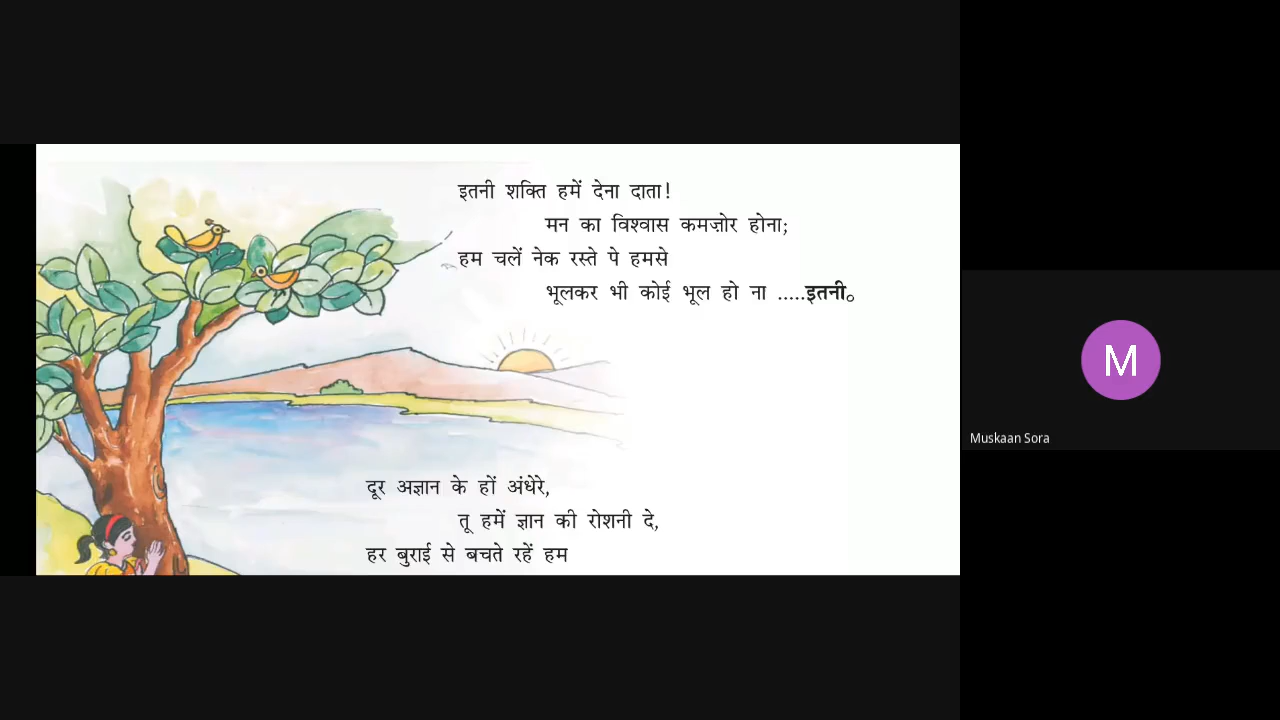 इतनी शक्ति हमें देना दाता!
मन का विश्वास कमज़ोर होना;
हम चलें नेक रस्ते पे हमसे
भूलकर भी कोई भूल हो ना .....इतनी॰
दूर अज्ञान के हों अंधेरे,
तू हमें ज्ञान की रोशनी दे,
हर बुराई से बचते रहें हम
M
Muskaan Sora